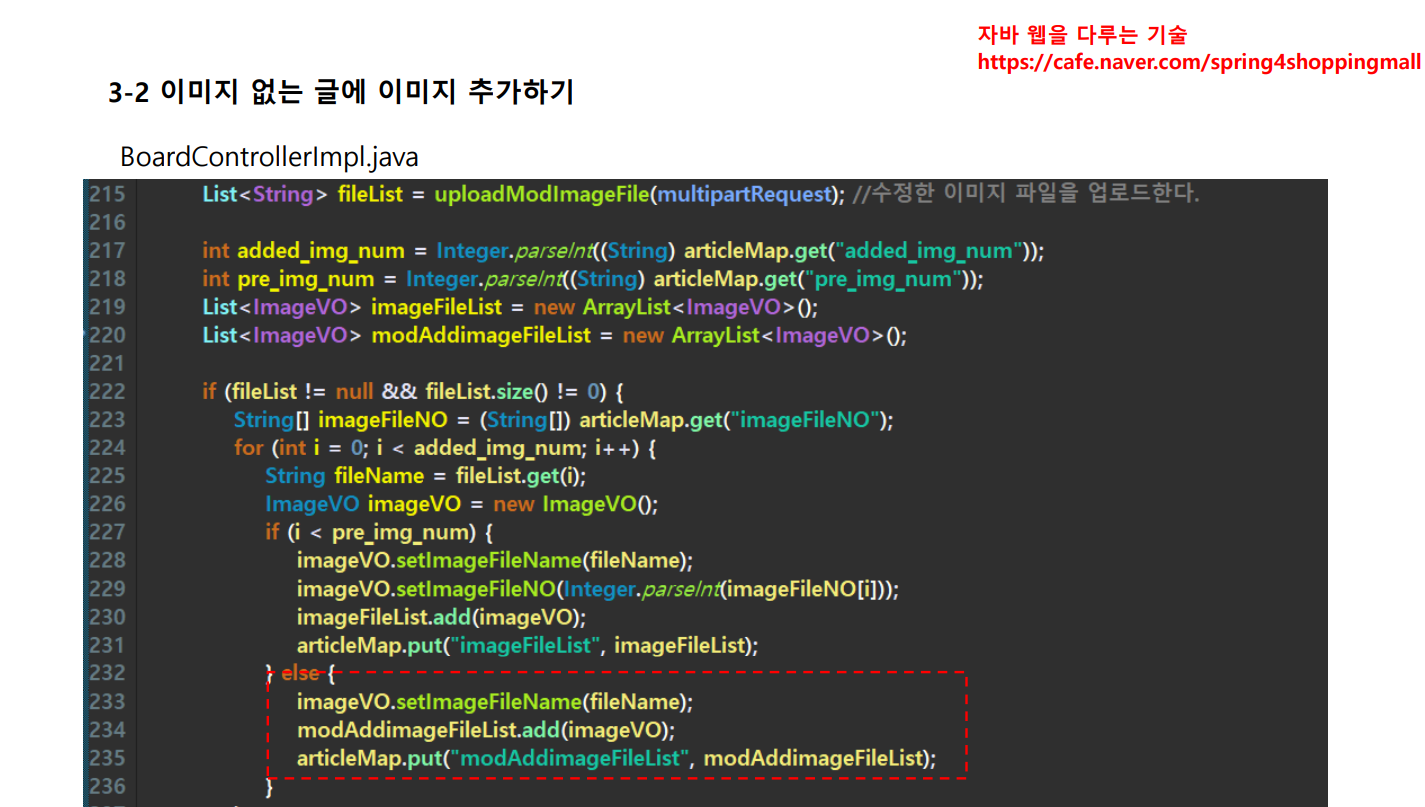 자바 웹을 다루는 기술
https://cafe.naver.com/spring4shoppingmall
3-2 이미지 없는 글에 이미지 추가하기
BoardControllerImpl.java
215 List<String> fileList = uploadModImageFile(multipartRequest); //수정한 이미지 파일을 업로드한다.
216
217 int added_img_num = Integer.parseInt((String) articleMap.get("added_img_num"));
218 int pre_img_num = Integer.parseInt((String) articleMap.get("pre_img_num"));
219 List<ImageVO> imageFileList = new ArrayList<ImageVO>();
220 List<ImageVO> modAddimageFileList = new ArrayList<ImageVO>();
221
222 if (fileList != null && fileList.size() != 0) {
223 String[] imageFileNO = (String[]) articleMap.get("imageFileNO");
224 for (int i = 0; i < added_img_num; i++) {
225 String fileName = fileList.get(i);
226 ImageVO imageVO = new ImageVO();
227 if (i < pre_img_num) {
228 imageVO.setImageFileName(fileName);
229 imageVO.setImageFileNO(Integer.parseInt(imageFileNO[i]));
230 imageFileList.add(imageVO);
231 articleMap.put("imageFileList", imageFileList);
232 } else {
233 imageVO.setImageFileName(fileName);
234 modAddimageFileList.add(imageVO);
235 articleMap.put("modAddimageFileList", modAddimageFileList);
236 }